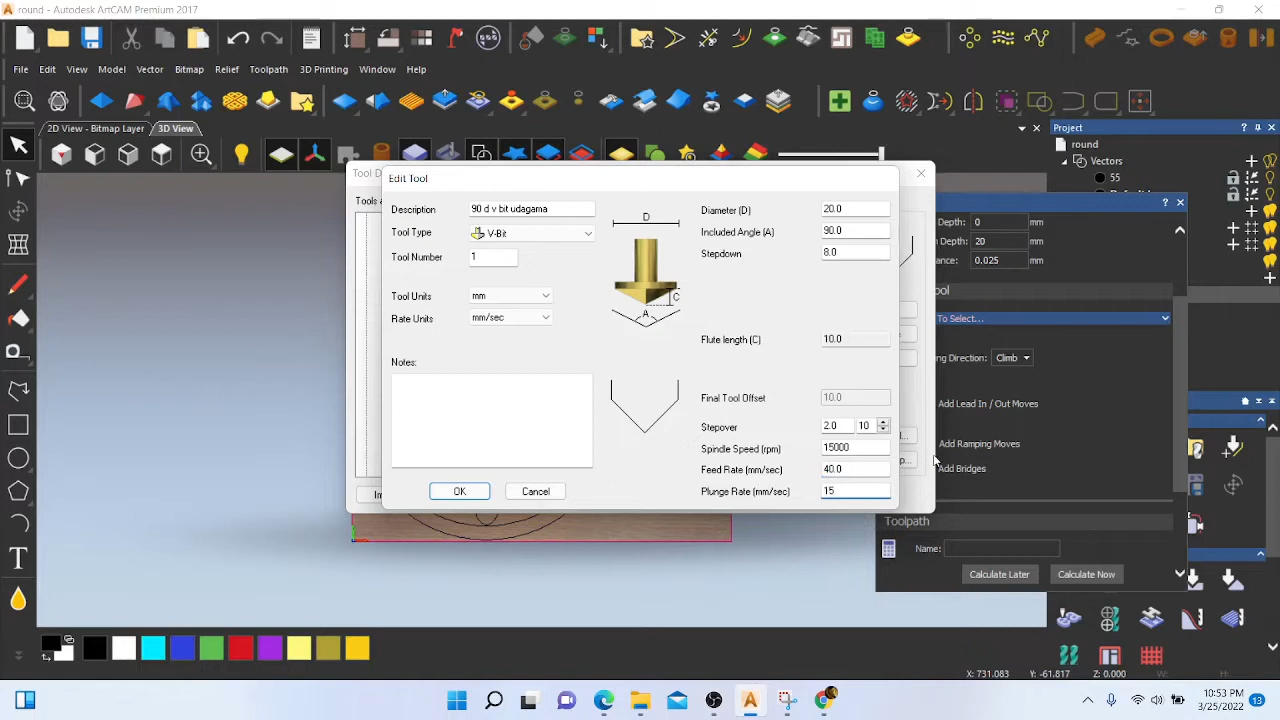 round - Autodesk ArtCAM Premium 2017
File Edit View Model Vector Bitmap Relief Toolpath 3D Printing Window Help
2D View - Bitmap Layer 3D View
Project
round
Vectors
55
Edit Tool
Description 90 d v bit udagama
Tool Type V-Bit
Tool Number 1
Tool Units mm
Rate Units mm/sec
Notes:
OK Cancel
D
C
A
Diameter (D) 20.0
Included Angle (A) 90.0
Stepdown 8.0
Flute length (C) 10.0
Final Tool Offset 10.0
Stepover 2.0 10
Spindle Speed (rpm) 15000
Feed Rate (mm/sec) 40.0
Plunge Rate (mm/sec) 15
Depth: 0 mm
Depth: 20 mm
0.025 mm
To Select...
Direction: Climb
Add Lead In / Out Moves
Add Ramping Moves
Add Bridges
Toolpath
Name:
Calculate Later Calculate Now
X: 731.083 Y: -61.817 Z: 0.000
10:53 PM
3/25/2022
13